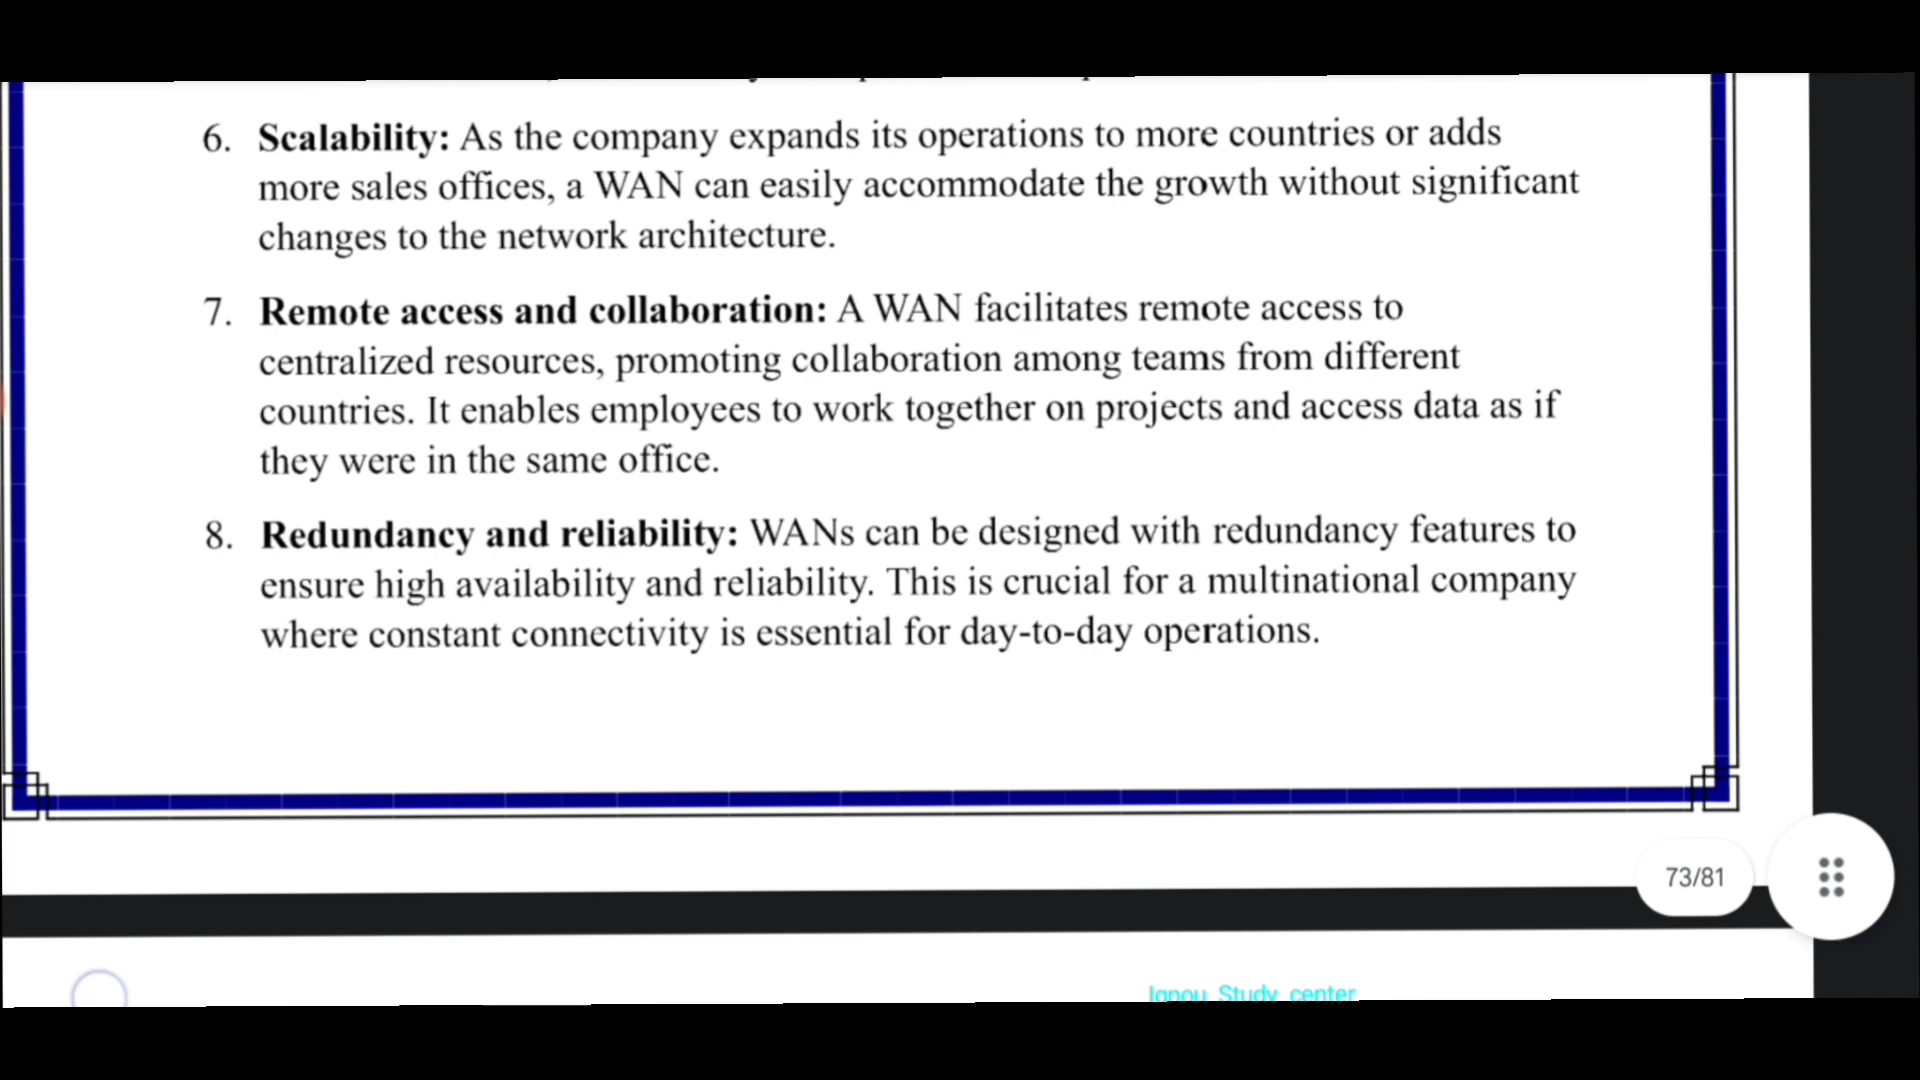 6. Scalability: As the company expands its operations to more countries or adds
more sales offices, a WAN can easily accommodate the growth without significant
changes to the network architecture.
7. Remote access and collaboration: A WAN facilitates remote access to
centralized resources, promoting collaboration among teams from different
countries. It enables employees to work together on projects and access data as if
they were in the same office.
8. Redundancy and reliability: WANs can be designed with redundancy features to
ensure high availability and reliability. This is crucial for a multinational company
where constant connectivity is essential for day-to-day operations.
73/81
Ignou Study center